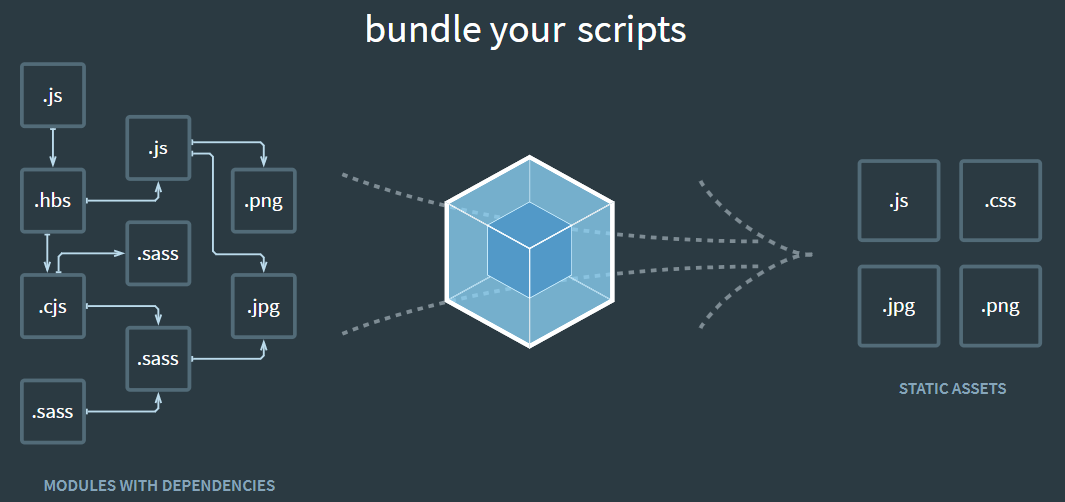 bundle your scripts
.js
.js
.hbs
.png
.sass
.cjs
.jpg
.sass
.sass
MODULES WITH DEPENDENCIES
.js
.css
.jpg
.png
STATIC ASSETS